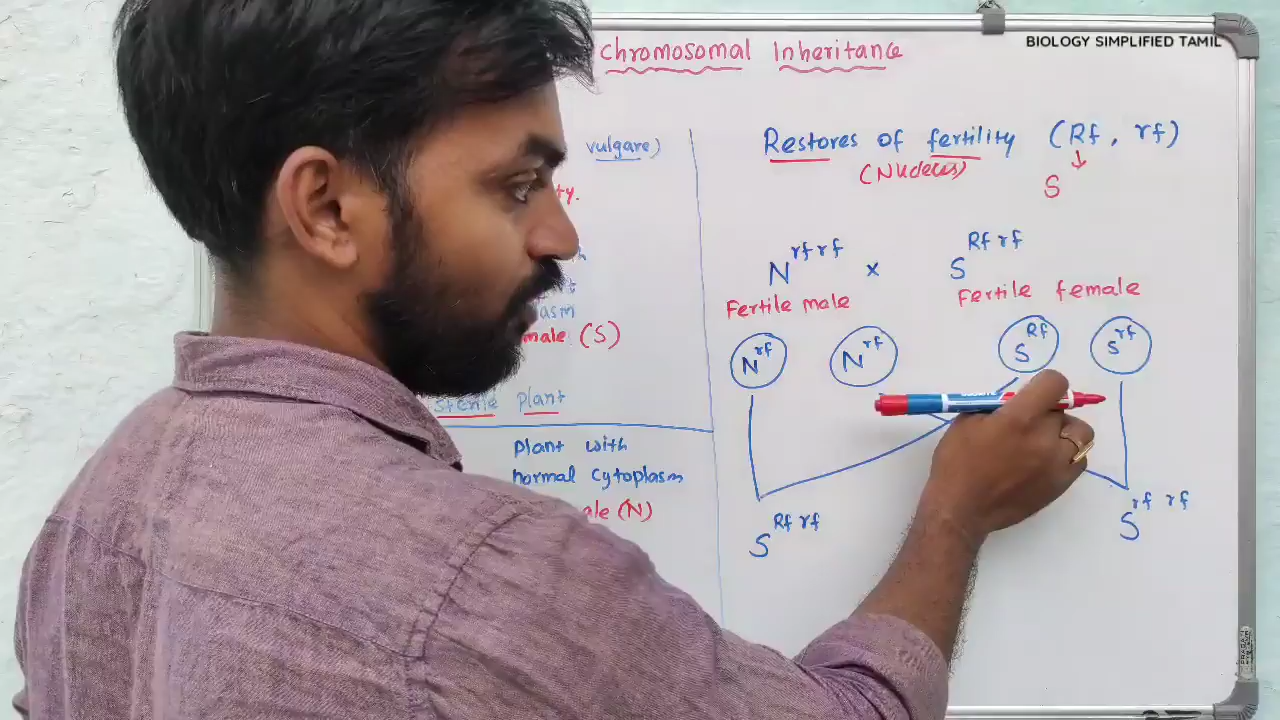 chromosomal Inheritance
BIOLOGY SIMPLIFIED TAMIL
vulgare)
ty.
asm
male (S)
sterile plant
plant with
normal cytoplasm
ale (N)
Restores of fertility (Rf, rf)
(Nucleus)
S
N rf rf x S Rf rf
Fertile male Fertile female
N rf N rf S Rf S rf
S Rf rf S rf rf